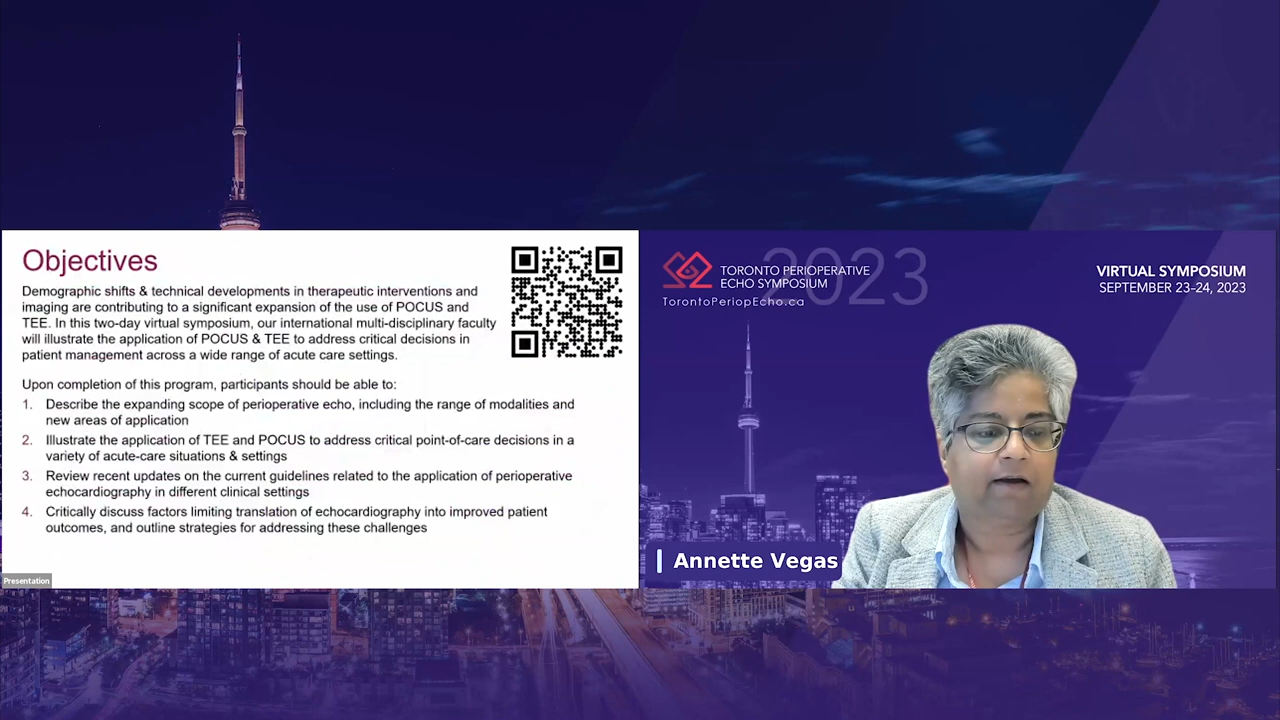 Objectives
Demographic shifts & technical developments in therapeutic interventions and
imaging are contributing to a significant expansion of the use of POCUS and
TEE. In this two-day virtual symposium, our international multi-disciplinary faculty
will illustrate the application of POCUS & TEE to address critical decisions in
patient management across a wide range of acute care settings.
Upon completion of this program, participants should be able to:
1. Describe the expanding scope of perioperative echo, including the range of modalities and
new areas of application
2. Illustrate the application of TEE and POCUS to address critical point-of-care decisions in a
variety of acute-care situations & settings
3. Review recent updates on the current guidelines related to the application of perioperative
echocardiography in different clinical settings
4. Critically discuss factors limiting translation of echocardiography into improved patient
outcomes, and outline strategies for addressing these challenges
Presentation
2023
TORONTO PERIOPERATIVE
ECHO SYMPOSIUM
TorontoPeriopEcho.ca
VIRTUAL SYMPOSIUM
SEPTEMBER 23-24, 2023
Annette Vegas